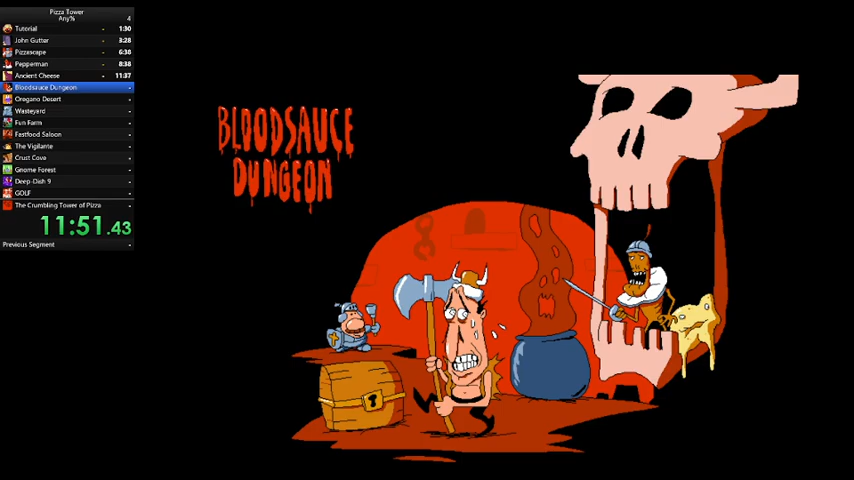 Pizza Tower
Any% 4
Tutorial - 1:30
John Gutter - 3:28
Pizzascape - 6:38
Pepperman - 8:38
Ancient Cheese - 11:37
Bloodsauce Dungeon -
Oregano Desert -
Wasteyard -
Fun Farm -
Fastfood Saloon -
The Vigilante -
Crust Cove -
Gnome Forest -
Deep-Dish 9 -
GOLF -
The Crumbling Tower of Pizza -
11:51.43
Previous Segment -
BLOODSAUCE
DUNGEON